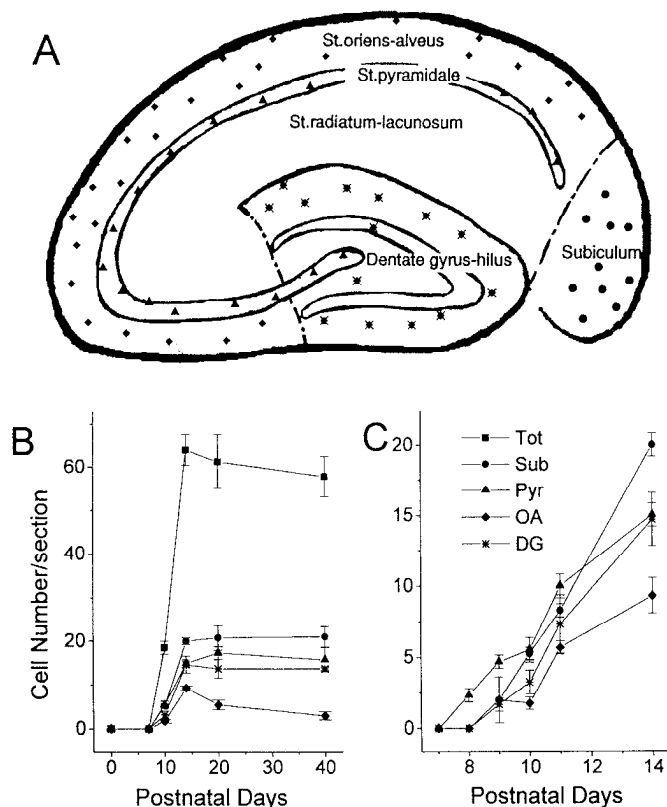 A
St.oriens-alveus
St.pyramidale
St.radiatum-lacunosum
Dentate gyrus-hilus
Subiculum
B
Cell Number/section
60
40
20
0
0 10 20 30 40
Postnatal Days
C
Tot
Sub
Pyr
OA
DG
20
15
10
5
0
8 10 12 14
Postnatal Days